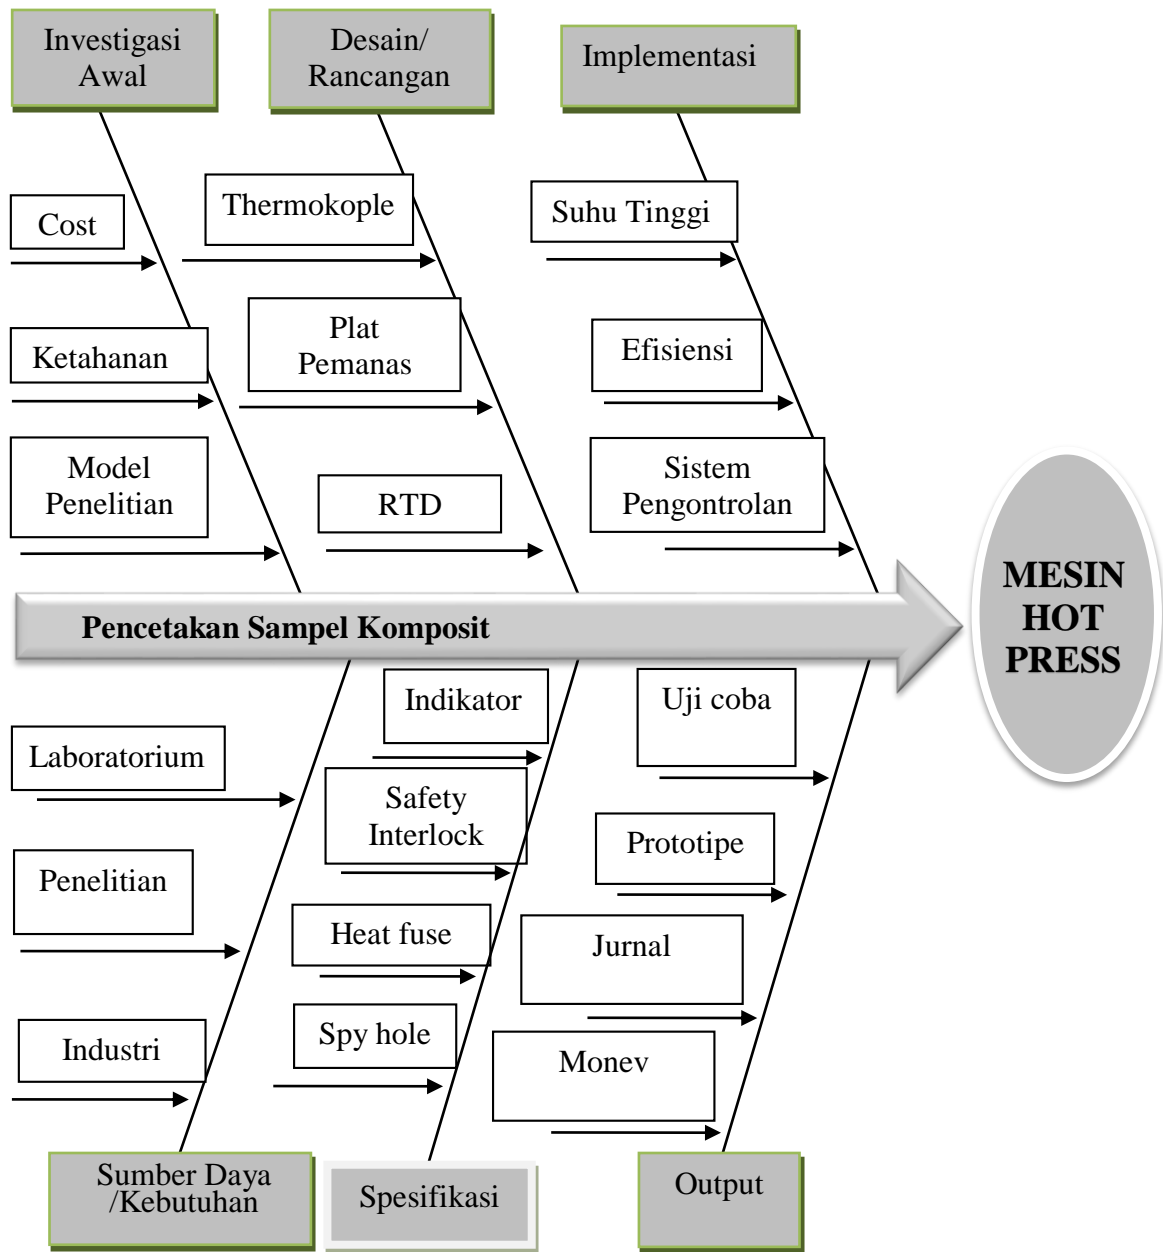 Investigasi
Awal
Desain/
Rancangan
Implementasi
Cost
Thermokople
Suhu Tinggi
Ketahanan
Plat
Pemanas
Efisiensi
Model
Penelitian
RTD
Sistem
Pengontrolan
Pencetakan Sampel Komposit
MESIN
HOT
PRESS
Laboratorium
Indikator
Uji coba
Safety
Interlock
Penelitian
Prototipe
Heat fuse
Jurnal
Industri
Spy hole
Monev
Sumber Daya
/Kebutuhan
Spesifikasi
Output